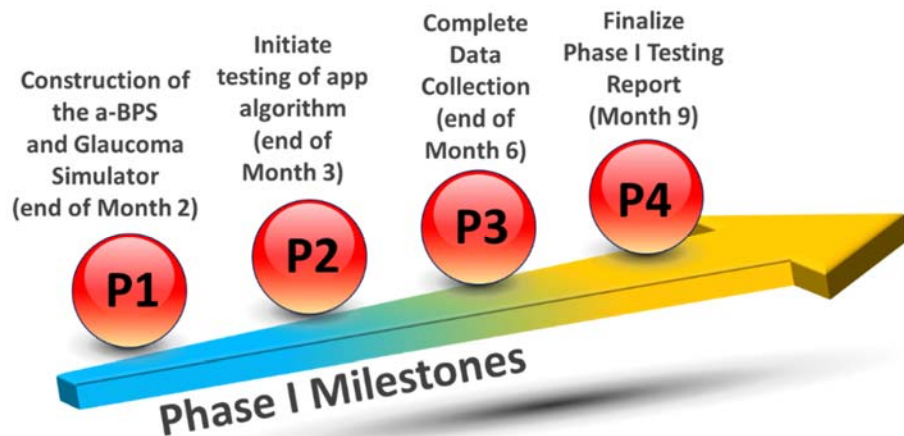 Construction of
the a-BPS
and Glaucoma
Simulator
(end of Month 2)
Initiate
testing of app
algorithm
(end of
Month 3)
Complete
Data
Collection
(end of
Month 6)
Finalize
Phase I Testing
Report
(Month 9)
P1
P2
P3
P4
Phase I Milestones